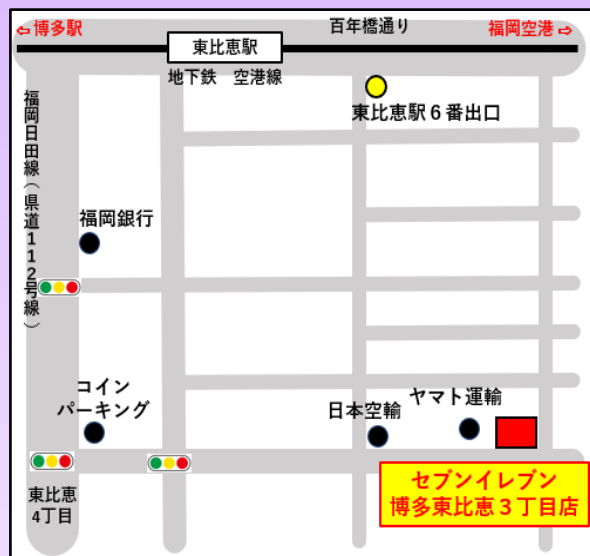 ⇦博多駅
百年橋通り
福岡空港⇨
東比恵駅
地下鉄　空港線
東比恵駅６番出口
福岡日田線（県道１１２号線）
福岡銀行
コイン
パーキング
ヤマト運輸
日本空輸
セブンイレブン
博多東比恵３丁目店
東比恵
4丁目